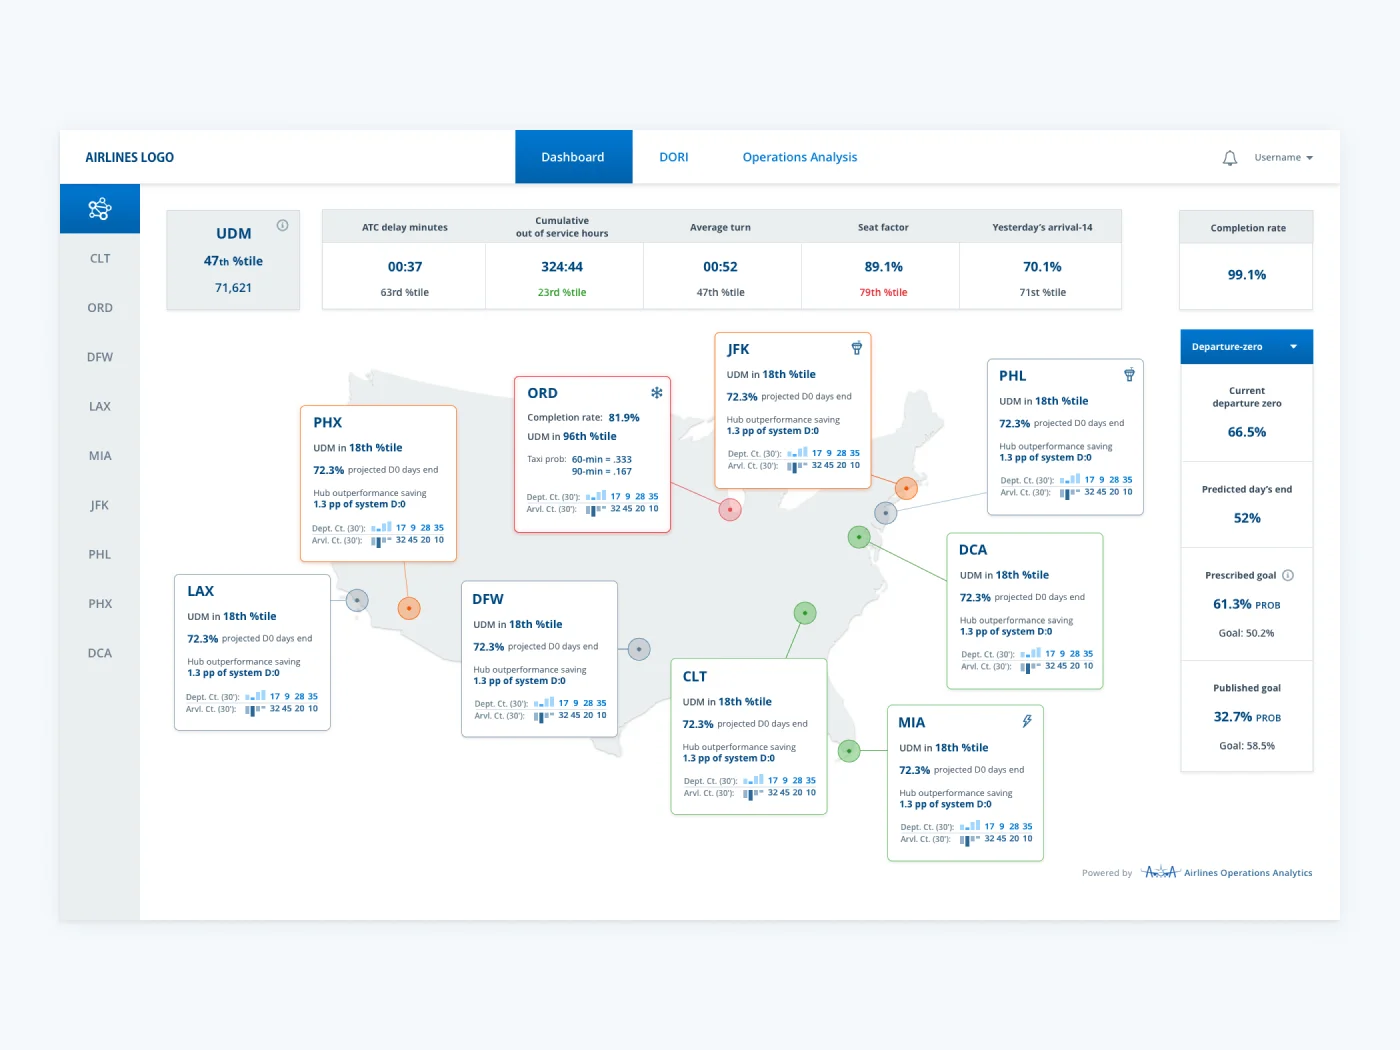 AIRLINES LOGO
Dashboard
DORI
Operations Analysis
Username
CLT
ORD
DFW
LAX
MIA
JFK
PHL
PHX
DCA
UDM
47th %tile
71,621
ATC delay minutes
00:37
63rd %tile
Cumulative
out of service hours
324:44
23rd %tile
Average turn
00:52
47th %tile
Seat factor
89.1%
79th %tile
Yesterday's arrival-14
70.1%
71st %tile
Completion rate
99.1%
Departure-zero
Current
departure zero
66.5%
Predicted day's end
52%
Prescribed goal
61.3% PROB
Goal: 50.2%
Published goal
32.7% PROB
Goal: 58.5%
JFK
UDM in 18th %tile
72.3% projected D0 days end
Hub outperformance saving
1.3 pp of system D:0
Dept. Ct. (30'): 17 9 28 35
Arvl. Ct. (30'): 32 45 20 10
PHL
UDM in 18th %tile
72.3% projected D0 days end
Hub outperformance saving
1.3 pp of system D:0
Dept. Ct. (30'): 17 9 28 35
Arvl. Ct. (30'): 32 45 20 10
ORD
Completion rate: 81.9%
UDM in 96th %tile
Taxi prob: 60-min = .333
90-min = .167
Dept. Ct. (30'): 17 9 28 35
Arvl. Ct. (30'): 32 45 20 10
PHX
UDM in 18th %tile
72.3% projected D0 days end
Hub outperformance saving
1.3 pp of system D:0
Dept. Ct. (30'): 17 9 28 35
Arvl. Ct. (30'): 32 45 20 10
DCA
UDM in 18th %tile
72.3% projected D0 days end
Hub outperformance saving
1.3 pp of system D:0
Dept. Ct. (30'): 17 9 28 35
Arvl. Ct. (30'): 32 45 20 10
LAX
UDM in 18th %tile
72.3% projected D0 days end
Hub outperformance saving
1.3 pp of system D:0
Dept. Ct. (30'): 17 9 28 35
Arvl. Ct. (30'): 32 45 20 10
DFW
UDM in 18th %tile
72.3% projected D0 days end
Hub outperformance saving
1.3 pp of system D:0
Dept. Ct. (30'): 17 9 28 35
Arvl. Ct. (30'): 32 45 20 10
CLT
UDM in 18th %tile
72.3% projected D0 days end
Hub outperformance saving
1.3 pp of system D:0
Dept. Ct. (30'): 17 9 28 35
Arvl. Ct. (30'): 32 45 20 10
MIA
UDM in 18th %tile
72.3% projected D0 days end
Hub outperformance saving
1.3 pp of system D:0
Dept. Ct. (30'): 17 9 28 35
Arvl. Ct. (30'): 32 45 20 10
Powered by AOA Airlines Operations Analytics